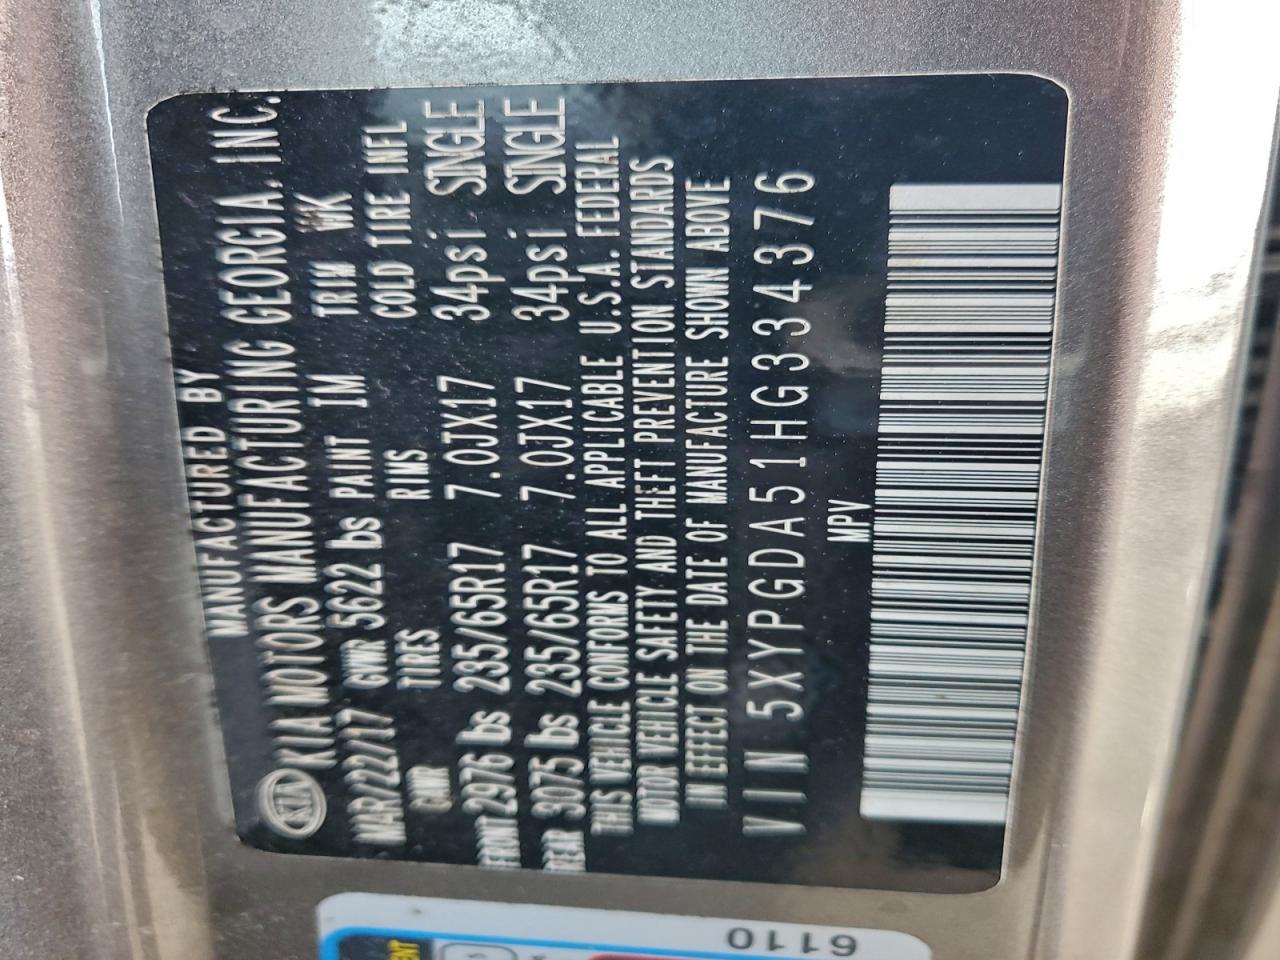 MANUFACTURED BY
KIA KIA MOTORS MANUFACTURING GEORGIA, INC.
MAR/22/17 GVWR 5622 lbs PAINT IM TRIM WK
GAWR TIRES RIMS COLD TIRE INFL
FRONT 2976 lbs 235/65R17 7.0JX17 34psi SINGLE
REAR 3075 lbs 235/65R17 7.0JX17 34psi SINGLE
THIS VEHICLE CONFORMS TO ALL APPLICABLE U.S.A. FEDERAL
MOTOR VEHICLE SAFETY AND THEFT PREVENTION STANDARDS
IN EFFECT ON THE DATE OF MANUFACTURE SHOWN ABOVE
VIN 5XYPGDA51HG334376
MPV
6110